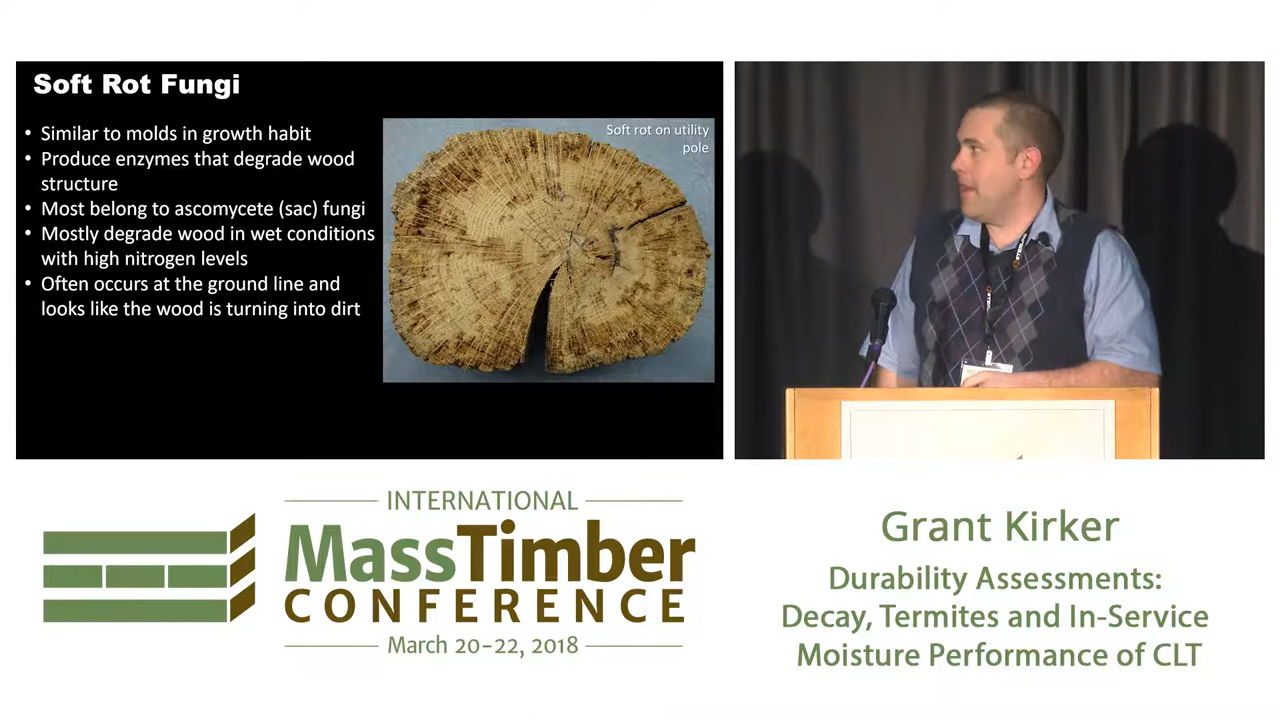 Soft Rot Fungi
• Similar to molds in growth habit
• Produce enzymes that degrade wood
structure
• Most belong to ascomycete (sac) fungi
• Mostly degrade wood in wet conditions
with high nitrogen levels
• Often occurs at the ground line and
looks like the wood is turning into dirt
Soft rot on utility
pole
INTERNATIONAL
MassTimber
CONFERENCE
March 20–22, 2018
Grant Kirker
Durability Assessments:
Decay, Termites and In-Service
Moisture Performance of CLT